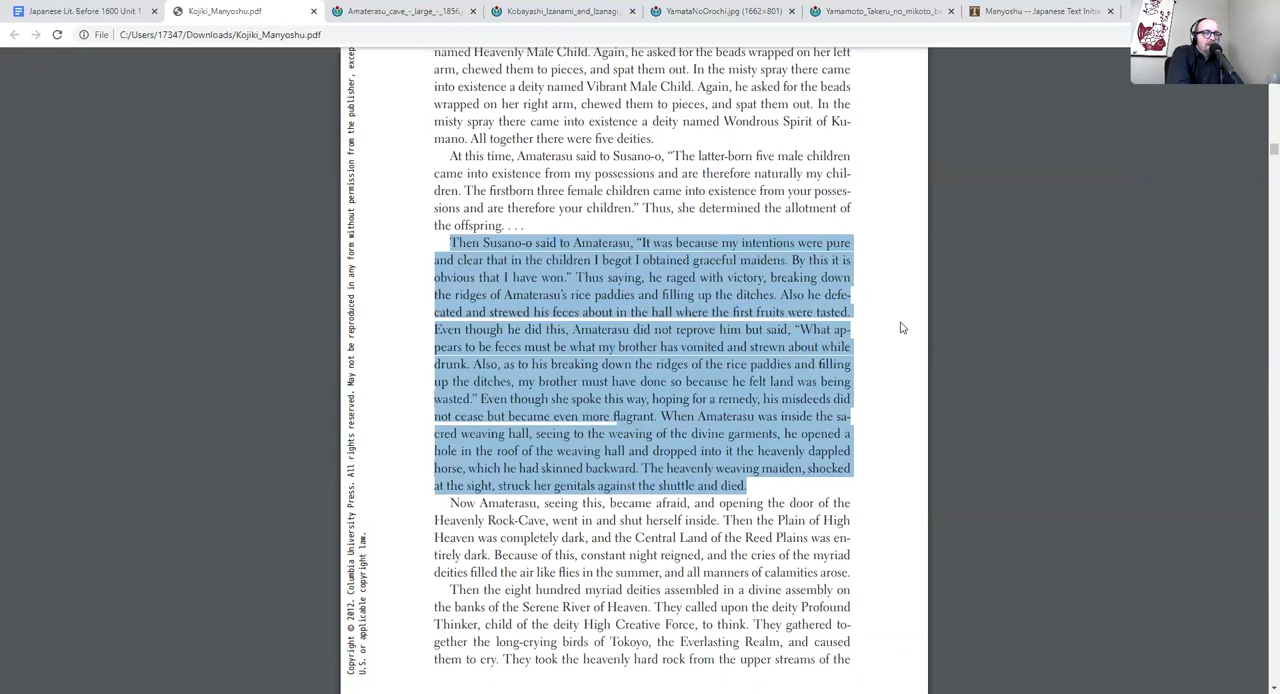 Japanese Lit. Before 1600 Unit 1
Kojiki_Manyoshu.pdf
Amaterasu_cave_-_large_-_1856.
Kobayashi_Izanami_and_Izanagi_
YamataNoOrochi.jpg (1662×801)
Yamamoto_Takeru_no_mikoto_be
Manyoshu -- Japanese Text Initia
File
C:/Users/17347/Downloads/Kojiki_Manyoshu.pdf
Copyright © 2012. Columbia University Press. All rights reserved. May not be reproduced in any form without permission from the publisher, excep
U.S. or applicable copyright law.
named Heavenly Male Child. Again, he asked for the beads wrapped on her left
arm, chewed them to pieces, and spat them out. In the misty spray there came
into existence a deity named Vibrant Male Child. Again, he asked for the beads
wrapped on her right arm, chewed them to pieces, and spat them out. In the
misty spray there came into existence a deity named Wondrous Spirit of Ku-
mano. All together there were five deities.
At this time, Amaterasu said to Susano-o, “The latter-born five male children
came into existence from my possessions and are therefore naturally my chil-
dren. The firstborn three female children came into existence from your posses-
sions and are therefore your children.” Thus, she determined the allotment of
the offspring. . . .
Then Susano-o said to Amaterasu, “It was because my intentions were pure
and clear that in the children I begot I obtained graceful maidens. By this it is
obvious that I have won.” Thus saying, he raged with victory, breaking down
the ridges of Amaterasu’s rice paddies and filling up the ditches. Also he defe-
cated and strewed his feces about in the hall where the first fruits were tasted.
Even though he did this, Amaterasu did not reprove him but said, “What ap-
pears to be feces must be what my brother has vomited and strewn about while
drunk. Also, as to his breaking down the ridges of the rice paddies and filling
up the ditches, my brother must have done so because he felt land was being
wasted.” Even though she spoke this way, hoping for a remedy, his misdeeds did
not cease but became even more flagrant. When Amaterasu was inside the sa-
cred weaving hall, seeing to the weaving of the divine garments, he opened a
hole in the roof of the weaving hall and dropped into it the heavenly dappled
horse, which he had skinned backward. The heavenly weaving maiden, shocked
at the sight, struck her genitals against the shuttle and died.
Now Amaterasu, seeing this, became afraid, and opening the door of the
Heavenly Rock-Cave, went in and shut herself inside. Then the Plain of High
Heaven was completely dark, and the Central Land of the Reed Plains was en-
tirely dark. Because of this, constant night reigned, and the cries of the myriad
deities filled the air like flies in the summer, and all manners of calamities arose.
Then the eight hundred myriad deities assembled in a divine assembly on
the banks of the Serene River of Heaven. They called upon the deity Profound
Thinker, child of the deity High Creative Force, to think. They gathered to-
gether the long-crying birds of Tokoyo, the Everlasting Realm, and caused
them to cry. They took the heavenly hard rock from the upper streams of the